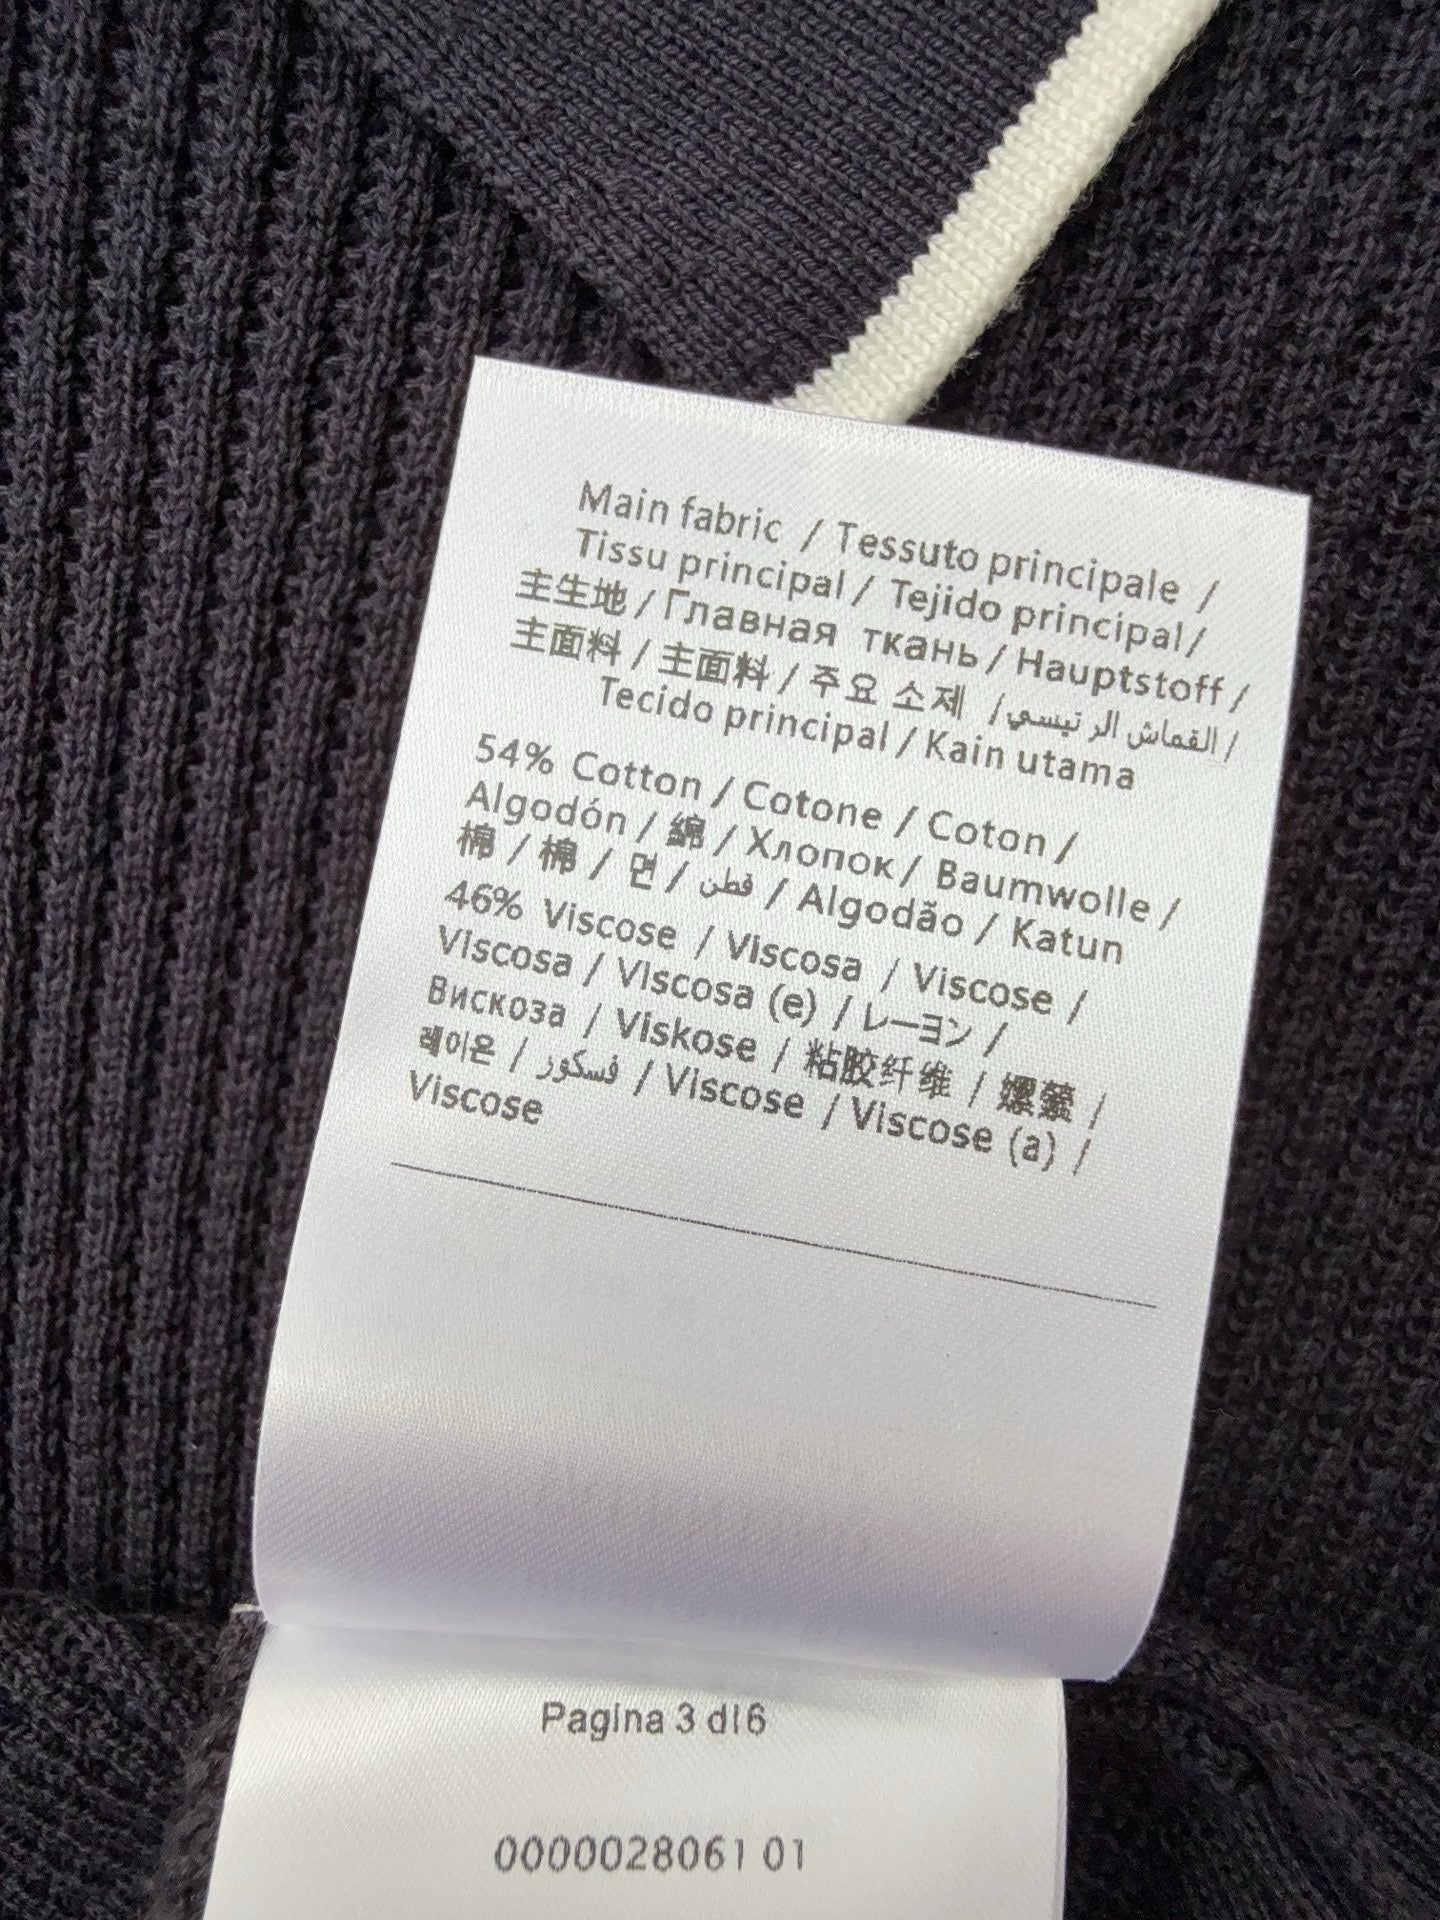 Main fabric / Tessuto principale /
Tissu principal / Tejido principal/
主生地 / Главная ткань / Hauptstoff /
主面料 / 主面料 / 주요 소제 / القماش الرئيسي /
Tecido principal / Kain utama
54% Cotton / Cotone / Coton /
Algodón / 綿 / Хлопок / Baumwolle /
棉 / 棉 / 면 / قطن / Algodão / Katun
46% Viscose / Viscosa / Viscose /
Viscosa / Viscosa (e) / レーヨン /
Вискоза / Viskose / 粘胶纤维 / 嫘縈 /
레이온 / فسكوز / Viscose / Viscose (a) /
Viscose
Pagina 3 di 6
0000028061 01